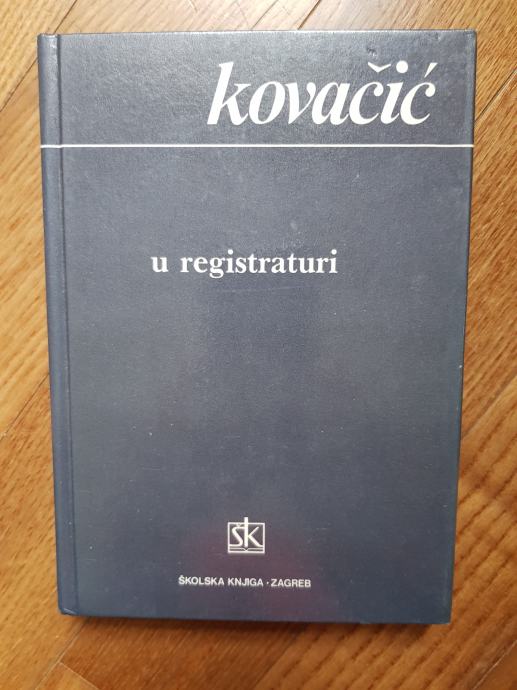 kovačić
u registraturi
šk
ŠKOLSKA KNJIGA · ZAGREB